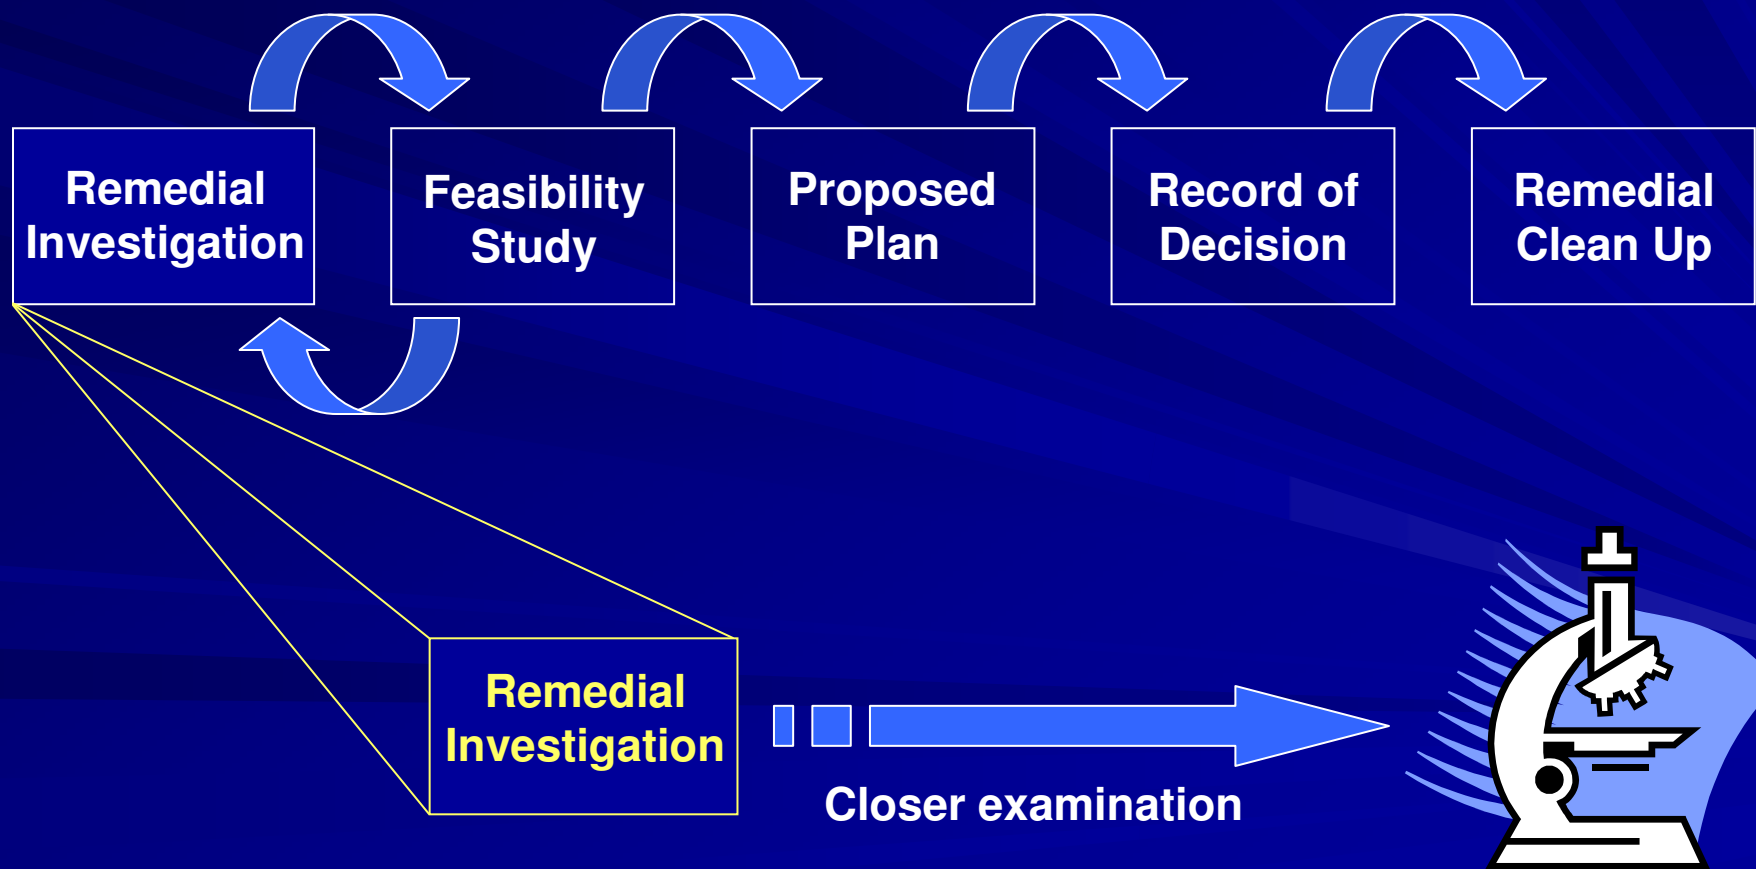 Remedial
Investigation
Feasibility
Study
Proposed
Plan
Record of
Decision
Remedial
Clean Up
Remedial
Investigation
Closer examination